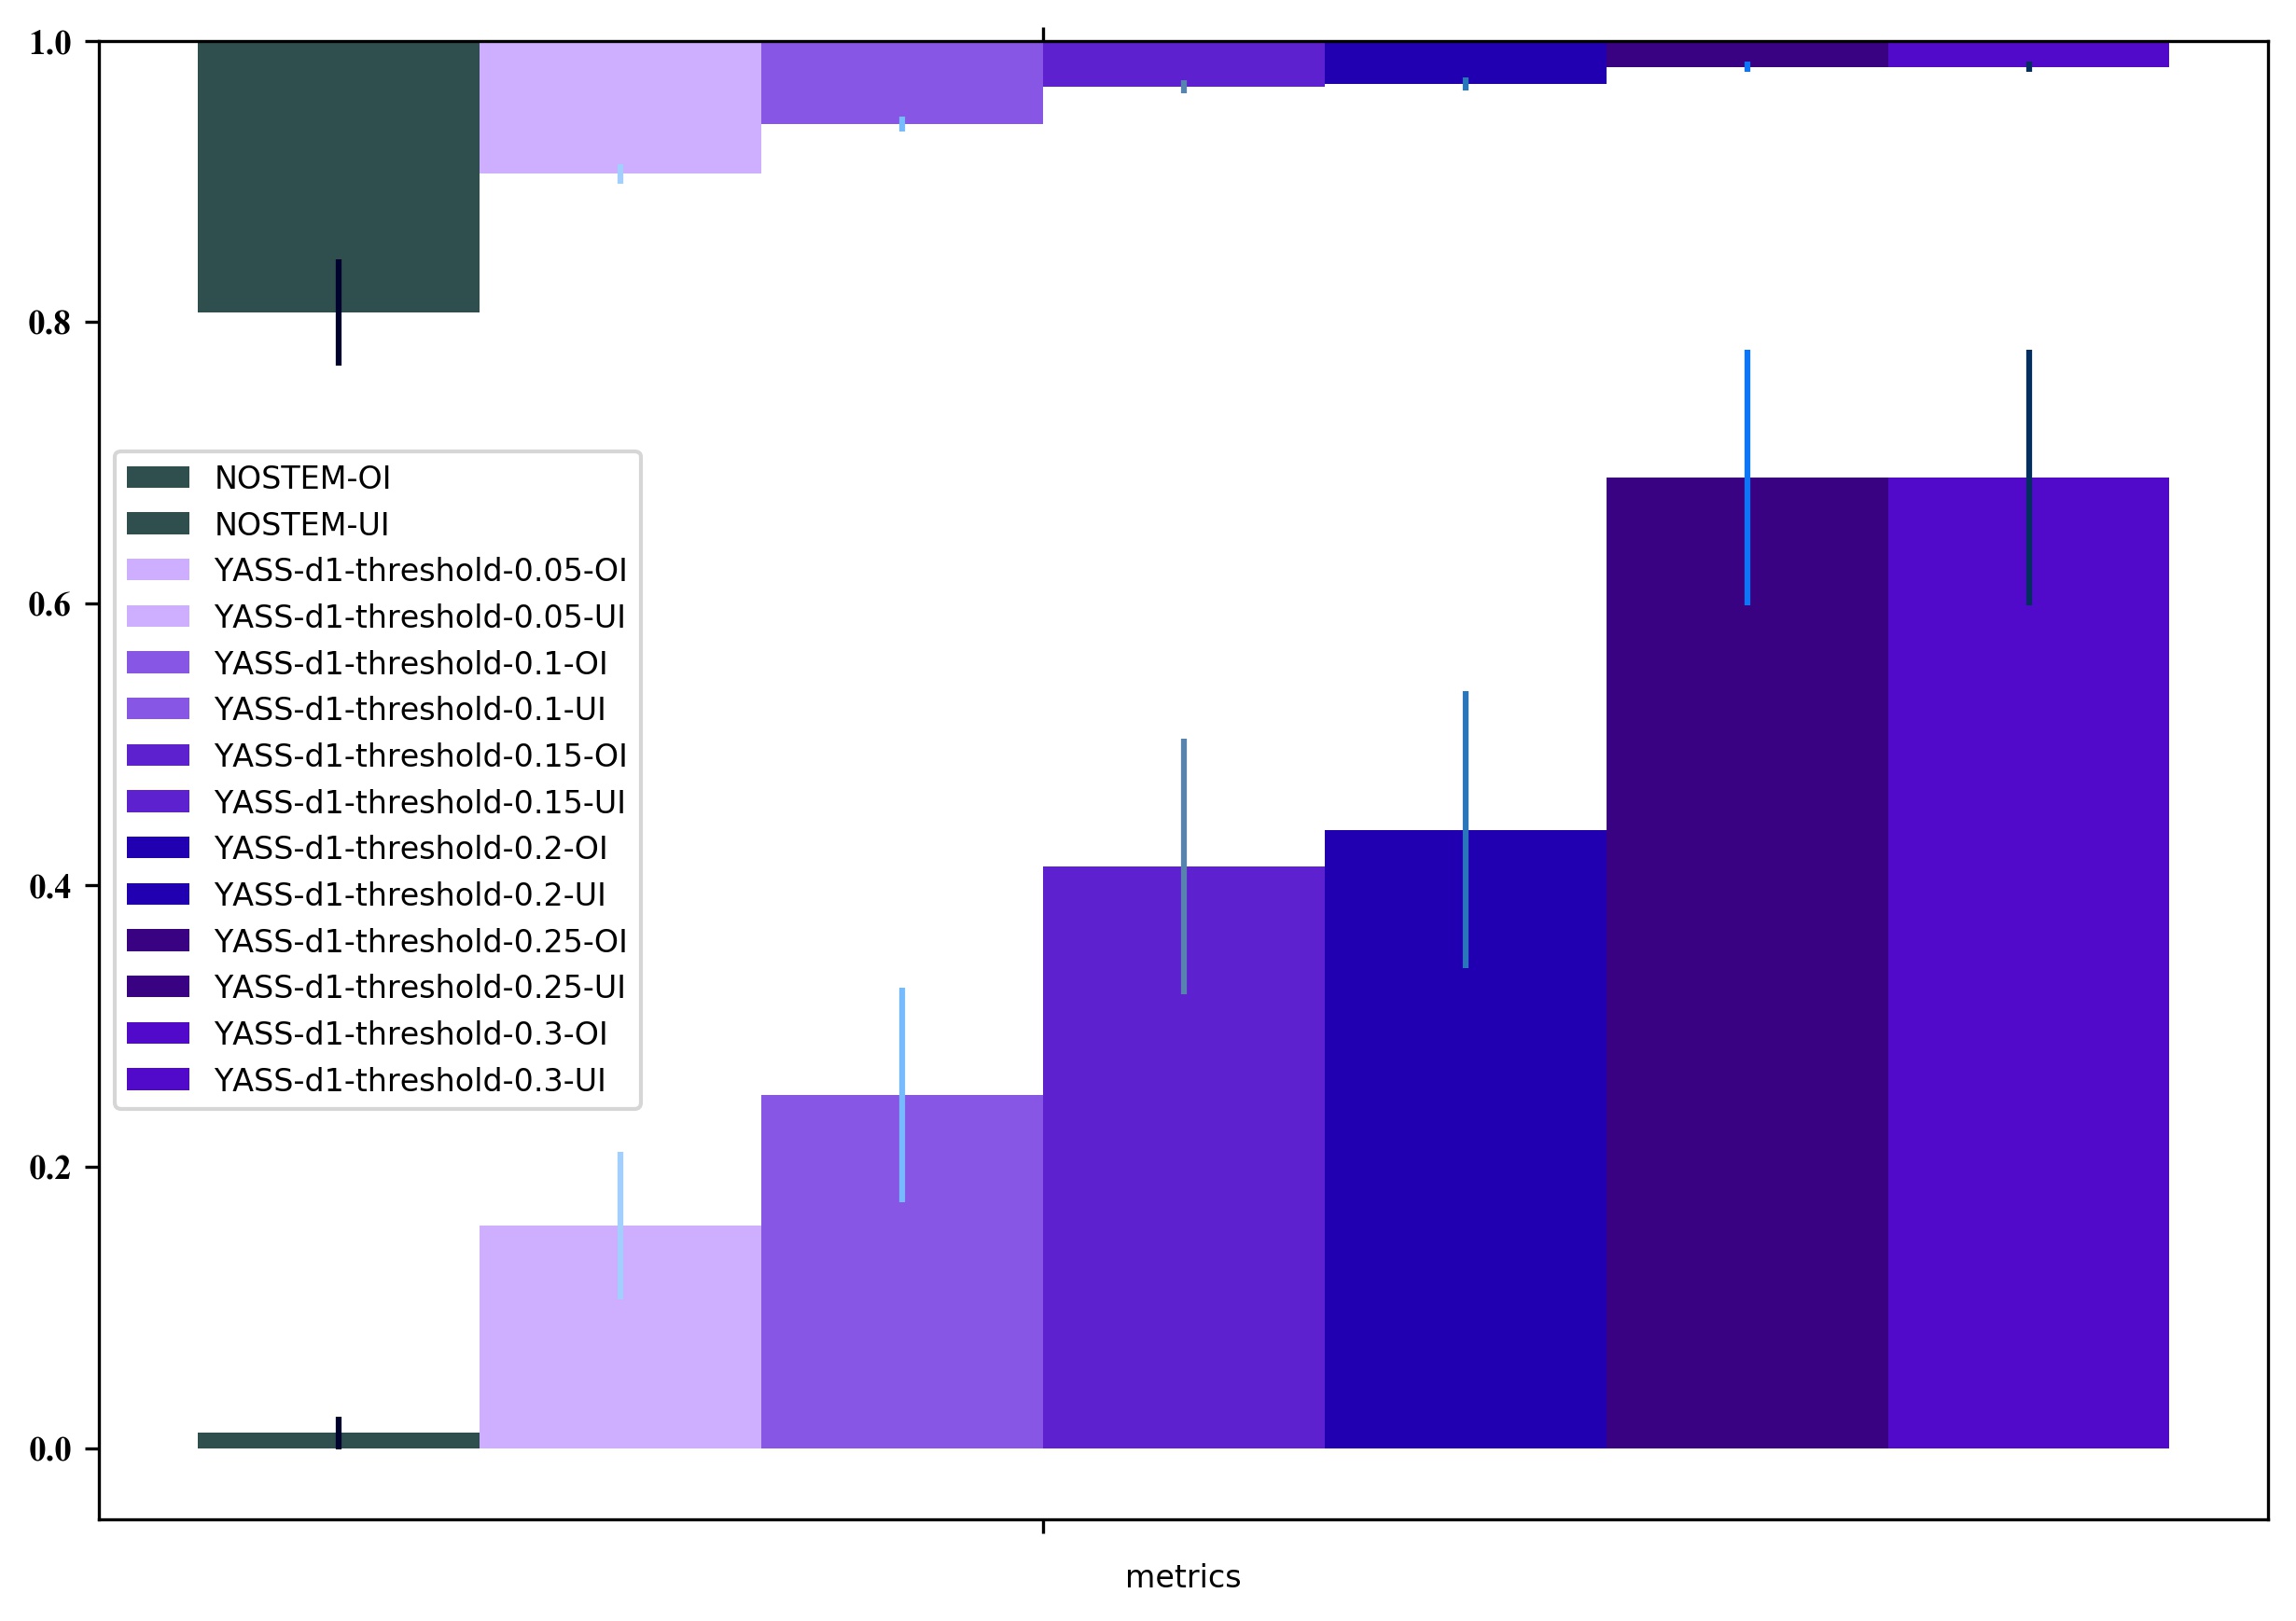 1.0
0.8
0.6
0.4
0.2
0.0
NOSTEM-OI
NOSTEM-UI
YASS-d1-threshold-0.05-OI
YASS-d1-threshold-0.05-UI
YASS-d1-threshold-0.1-OI
YASS-d1-threshold-0.1-UI
YASS-d1-threshold-0.15-OI
YASS-d1-threshold-0.15-UI
YASS-d1-threshold-0.2-OI
YASS-d1-threshold-0.2-UI
YASS-d1-threshold-0.25-OI
YASS-d1-threshold-0.25-UI
YASS-d1-threshold-0.3-OI
YASS-d1-threshold-0.3-UI
metrics